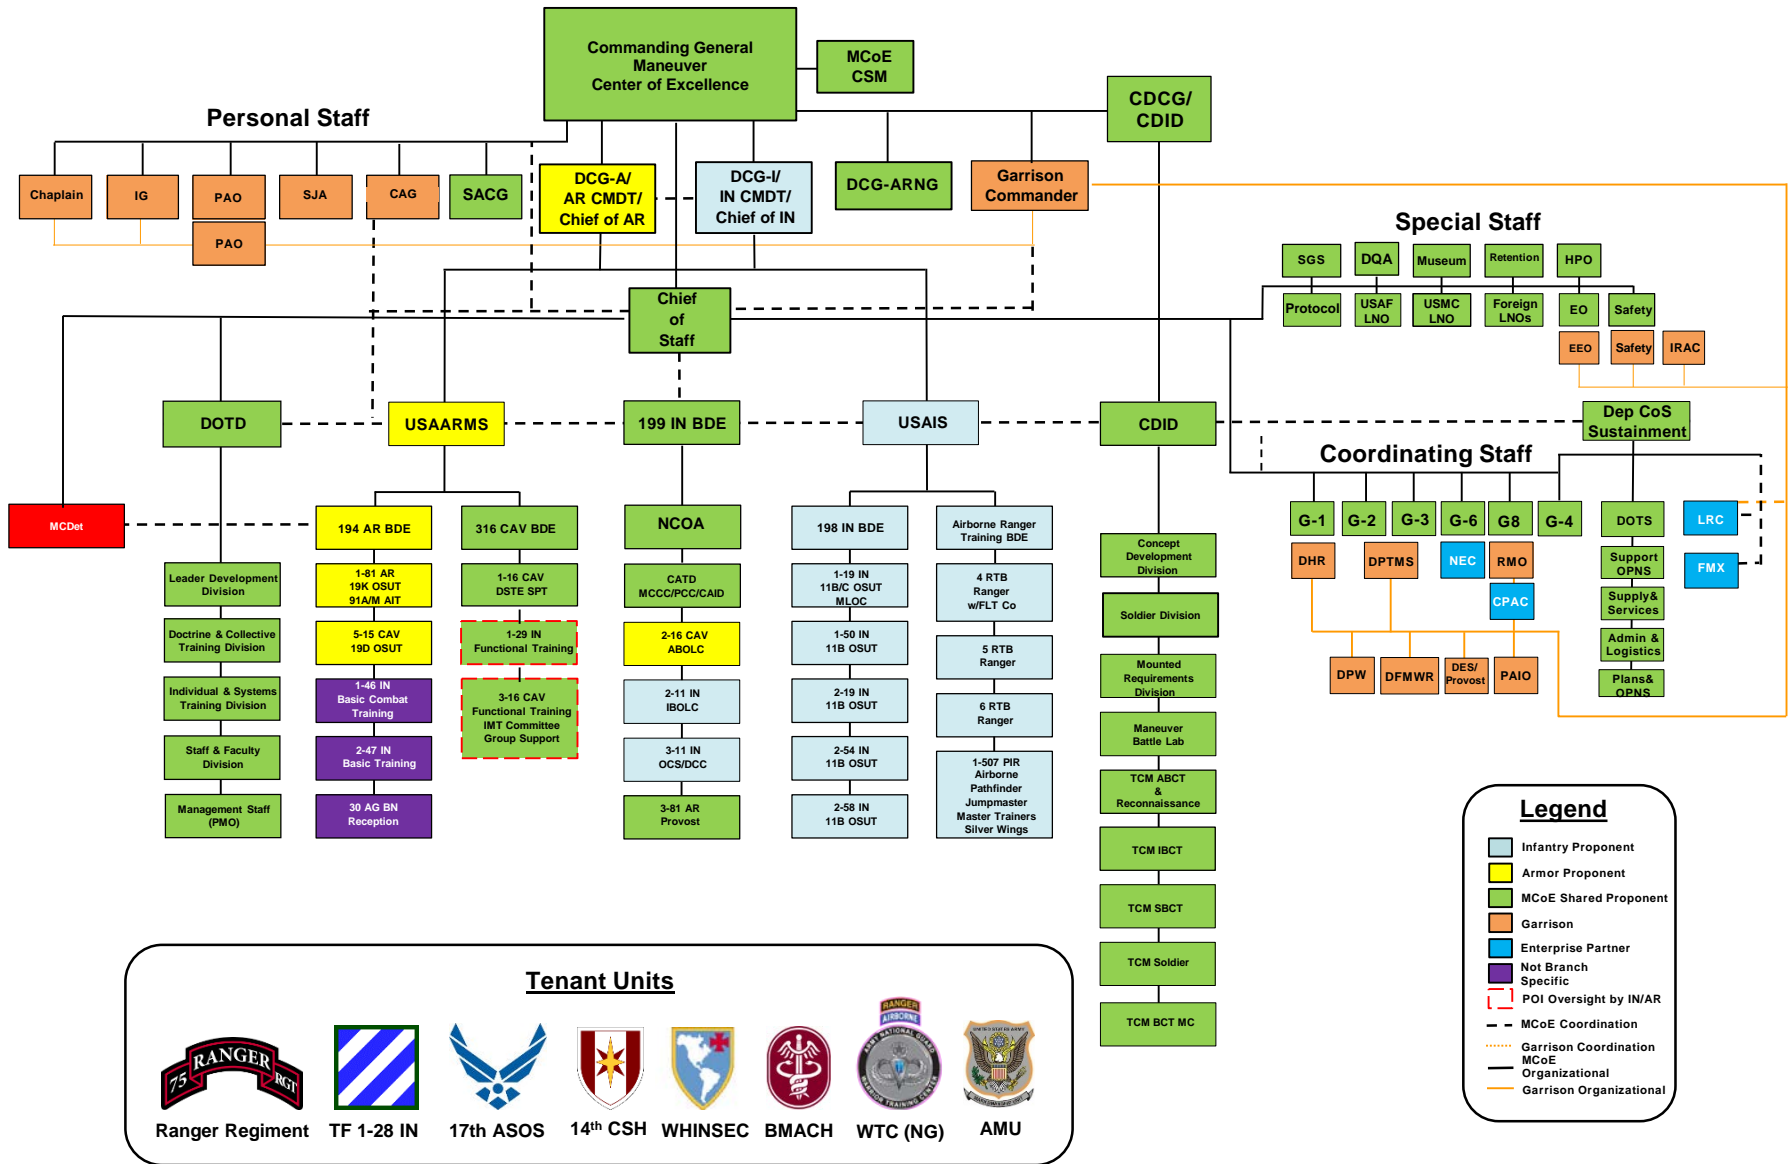 Commanding General
Maneuver
Center of Excellence
MCoE
CSM
CDCG/
CDID
Personal Staff
Chaplain
IG
PAO
SJA
CAG
SACG
PAO
DCG-A/
AR CMDT/
Chief of AR
DCG-I/
IN CMDT/
Chief of IN
DCG-ARNG
Garrison
Commander
Special Staff
SGS
DQA
Museum
Retention
HPO
Protocol
USAF
LNO
USMC
LNO
Foreign
LNOs
EO
Safety
EEO
Safety
IRAC
Chief
of
Staff
DOTD
USAARMS
199 IN BDE
USAIS
CDID
Dep CoS
Sustainment
Coordinating Staff
MCDet
Leader Development
Division
Doctrine & Collective
Training Division
Individual & Systems
Training Division
Staff & Faculty
Division
Management Staff
(PMO)
194 AR BDE
1-81 AR
19K OSUT
91A/M AIT
5-15 CAV
19D OSUT
1-46 IN
Basic Combat
Training
2-47 IN
Basic Training
30 AG BN
Reception
316 CAV BDE
1-16 CAV
DSTE SPT
1-29 IN
Functional Training
3-16 CAV
Functional Training
IMT Committee
Group Support
NCOA
CATD
MCCC/PCC/CAID
2-16 CAV
ABOLC
2-11 IN
IBOLC
3-11 IN
OCS/DCC
3-81 AR
Provost
198 IN BDE
1-19 IN
11B/C OSUT
MLOC
1-50 IN
11B OSUT
2-19 IN
11B OSUT
2-54 IN
11B OSUT
2-58 IN
11B OSUT
Airborne Ranger
Training BDE
4 RTB
Ranger
w/FLT Co
5 RTB
Ranger
6 RTB
Ranger
1-507 PIR
Airborne
Pathfinder
Jumpmaster
Master Trainers
Silver Wings
Concept
Development
Division
Soldier Division
Mounted
Requirements
Division
Maneuver
Battle Lab
TCM ABCT
&
Reconnaissance
TCM IBCT
TCM SBCT
TCM Soldier
TCM BCT MC
G-1
G-2
G-3
G-6
G8
G-4
DHR
DPTMS
NEC
RMO
CPAC
DPW
DFMWR
DES/
Provost
PAIO
DOTS
Support
OPNS
Supply&
Services
Admin &
Logistics
Plans&
OPNS
LRC
FMX
Legend
Infantry Proponent
Armor Proponent
MCoE Shared Proponent
Garrison
Enterprise Partner
Not Branch
Specific
POI Oversight by IN/AR
MCoE Coordination
Garrison Coordination
MCoE
Organizational
Garrison Organizational
Tenant Units
75 RANGER RGT
RANGER
AIRBORNE
ARMY NATIONAL GUARD
WARRIOR TRAINING CENTER
UNITED STATES ARMY
Ranger Regiment
TF 1-28 IN
17th ASOS
14th CSH
WHINSEC
BMACH
WTC (NG)
AMU